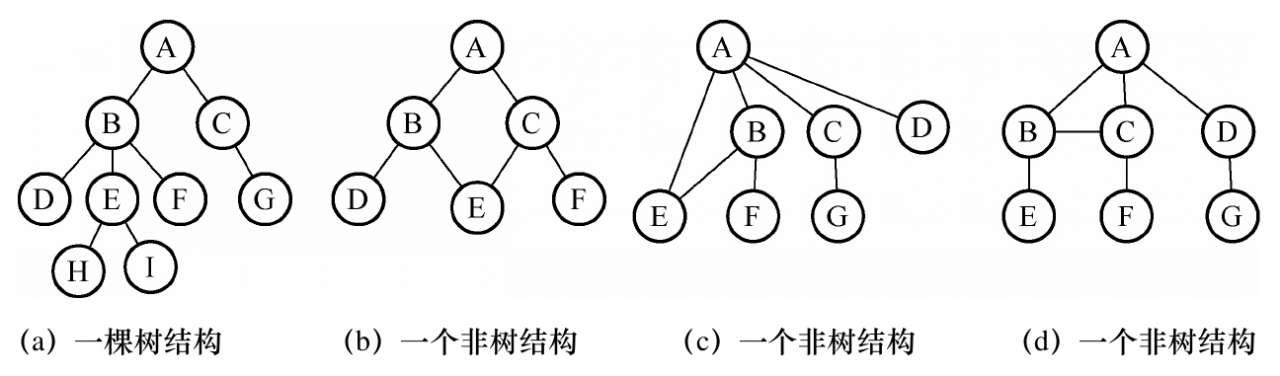 A A A A
B C B C B C D B C D
D E F G D E F E F G E F G
H I
(a) 一棵树结构 (b) 一个非树结构 (c) 一个非树结构 (d) 一个非树结构